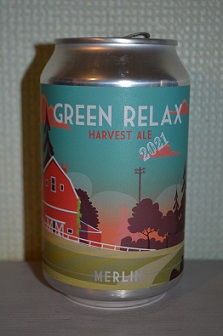 GREEN RELAX
HARVEST ALE
2021
MERLIN